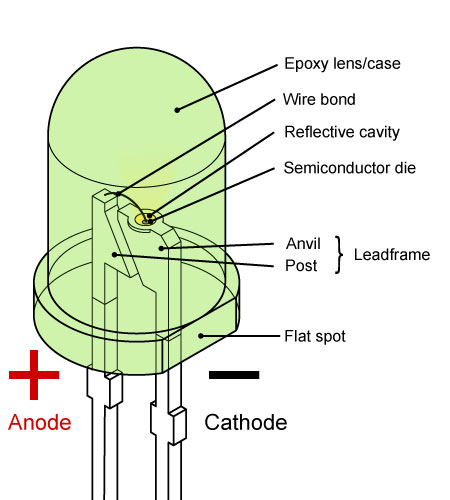 Epoxy lens/case
Wire bond
Reflective cavity
Semiconductor die
Anvil
Post
Leadframe
Flat spot
Anode
Cathode